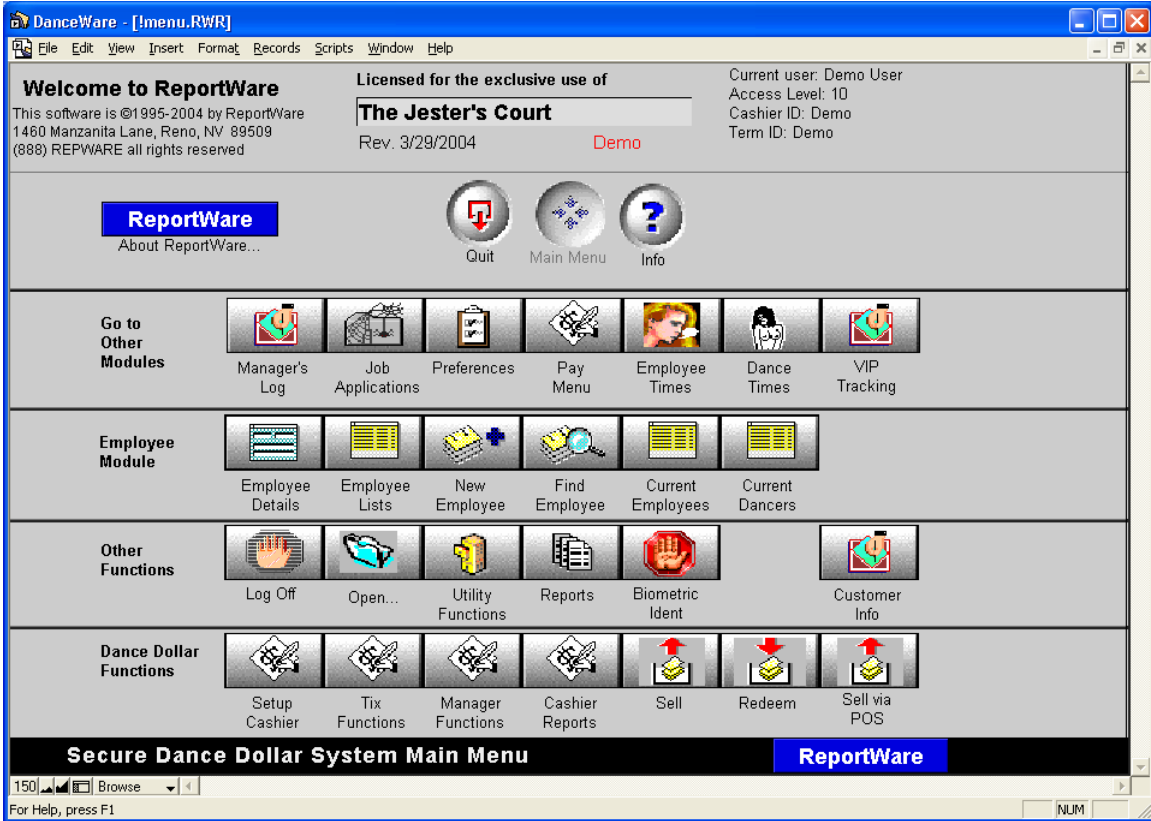 DanceWare - [!menu.RWR]
File Edit View Insert Format Records Scripts Window Help
Welcome to ReportWare
This software is ©1995-2004 by ReportWare
1460 Manzanita Lane, Reno, NV 89509
(888) REPWARE all rights reserved
Licensed for the exclusive use of
The Jester's Court
Rev. 3/29/2004
Demo
Current user: Demo User
Access Level: 10
Cashier ID: Demo
Term ID: Demo
ReportWare
About ReportWare...
Quit
Main Menu
Info
Go to
Other
Modules
Manager's
Log
Job
Applications
Preferences
Pay
Menu
Employee
Times
Dance
Times
VIP
Tracking
Employee
Module
Employee
Details
Employee
Lists
New
Employee
Find
Employee
Current
Employees
Current
Dancers
Other
Functions
Log Off
Open...
Utility
Functions
Reports
Biometric
Ident
Customer
Info
Dance Dollar
Functions
Setup
Cashier
Tix
Functions
Manager
Functions
Cashier
Reports
Sell
Redeem
Sell via
POS
Secure Dance Dollar System Main Menu
ReportWare
150
Browse
For Help, press F1
NUM